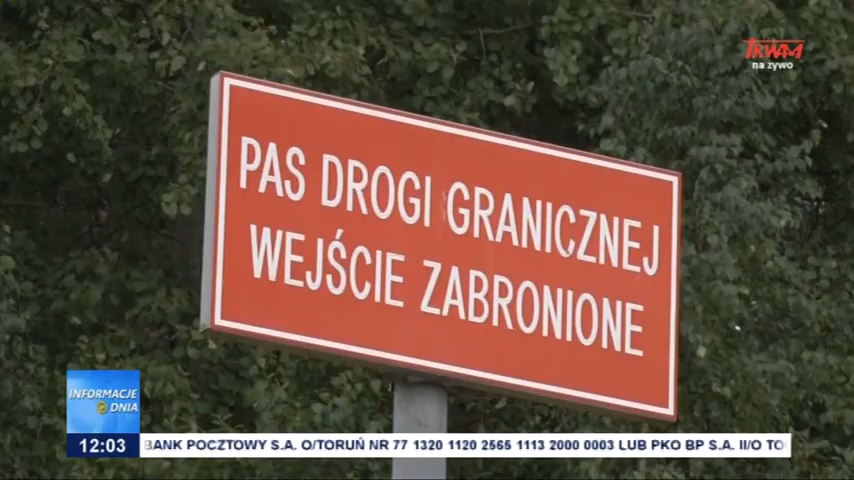 TRWAM
na żywo
PAS DROGI GRANICZNEJ
WEJŚCIE ZABRONIONE
INFORMACJE
DNIA
12:03
BANK POCZTOWY S.A. O/TORUŃ NR 77 1320 1120 2565 1113 2000 0003 LUB PKO BP S.A. II/O TO